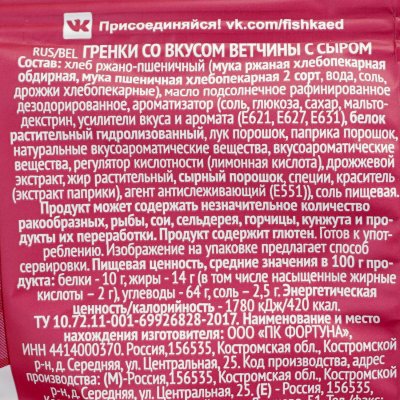 Присоединяйся! vk.com/fishkaed
RUS/BEL ГРЕНКИ СО ВКУСОМ ВЕТЧИНЫ С СЫРОМ
Состав: хлеб ржано-пшеничный (мука ржаная хлебопекарная
обдирная, мука пшеничная хлебопекарная 2 сорт, вода, соль,
дрожжи хлебопекарные), масло подсолнечное рафинированное
дезодорированное, ароматизатор (соль, глюкоза, сахар, мальто-
декстрин, усилители вкуса и аромата (Е621, Е627, Е631), белок
растительный гидролизованный, лук порошок, паприка порошок,
натуральные вкусоароматические вещества, вкусоароматические
вещества, регулятор кислотности (лимонная кислота), дрожжевой
экстракт, жир растительный, сырный порошок, специи, краситель
(экстракт паприки), агент антислеживающий (Е551)), соль пищевая.
Продукт может содержать незначительное количество
ракообразных, рыбы, сои, сельдерея, горчицы, кунжута и про-
дукты их переработки. Продукт содержит глютен. Готов к упот-
реблению. Изображение на упаковке предлагает способ
сервировки. Пищевая ценность, средние значения в 100 г про-
дукта: белки - 10 г, жиры - 14 г (в том числе насыщенные жирные
кислоты – 2 г), углеводы - 64 г, соль – 2,5 г. Энергетическая
ценность/калорийность - 1 780 кДж/420 ккал.
ТУ 10.72.11-001-69926828-2017. Наименование и место
нахождения изготовителя: ООО «ПК ФОРТУНА»,
ИНН 4414000370. Россия,156535, Костромская обл., Костромской
р-н, д. Середняя, ул. Центральная, 25. Код производства, адрес
производства: (М)-Россия,156535, Костромская обл., Костромской
р-н, д. Середняя, ул. Центральная, 25. (Е) - Россия, 156535,